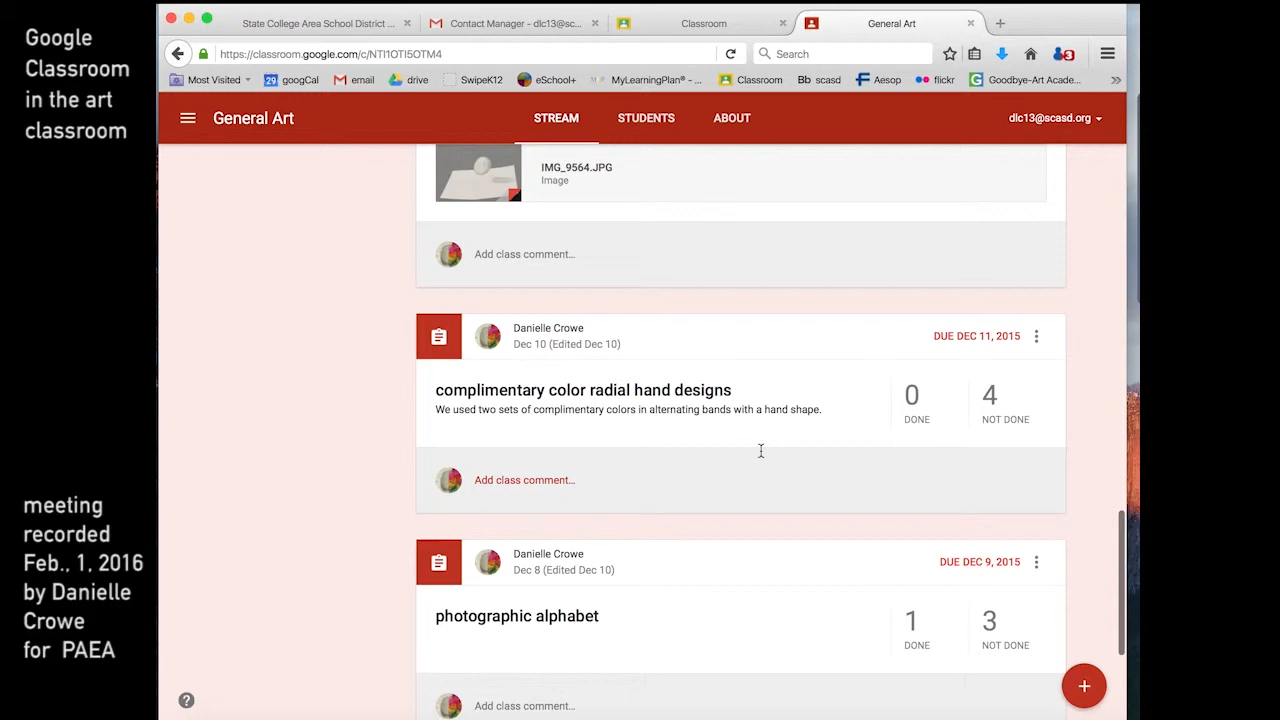 Google
Classroom
in the art
classroom
meeting
recorded
Feb., 1, 2016
by Danielle
Crowe
for PAEA
State College Area School District ...
Contact Manager - dlc13@sc...
Classroom
General Art
https://classroom.google.com/c/NTI1OTI5OTM4
Search
3
Most Visited
29 googCal
email
drive
SwipeK12
eSchool+
MyLearningPlan® - ...
Classroom
Bb scasd
Aesop
flickr
Goodbye-Art Acade...
General Art
STREAM
STUDENTS
ABOUT
dlc13@scasd.org
IMG_9564.JPG
Image
Add class comment...
Danielle Crowe
Dec 10 (Edited Dec 10)
DUE DEC 11, 2015
complimentary color radial hand designs
We used two sets of complimentary colors in alternating bands with a hand shape.
0
DONE
4
NOT DONE
Add class comment...
Danielle Crowe
Dec 8 (Edited Dec 10)
DUE DEC 9, 2015
photographic alphabet
1
DONE
3
NOT DONE
Add class comment...